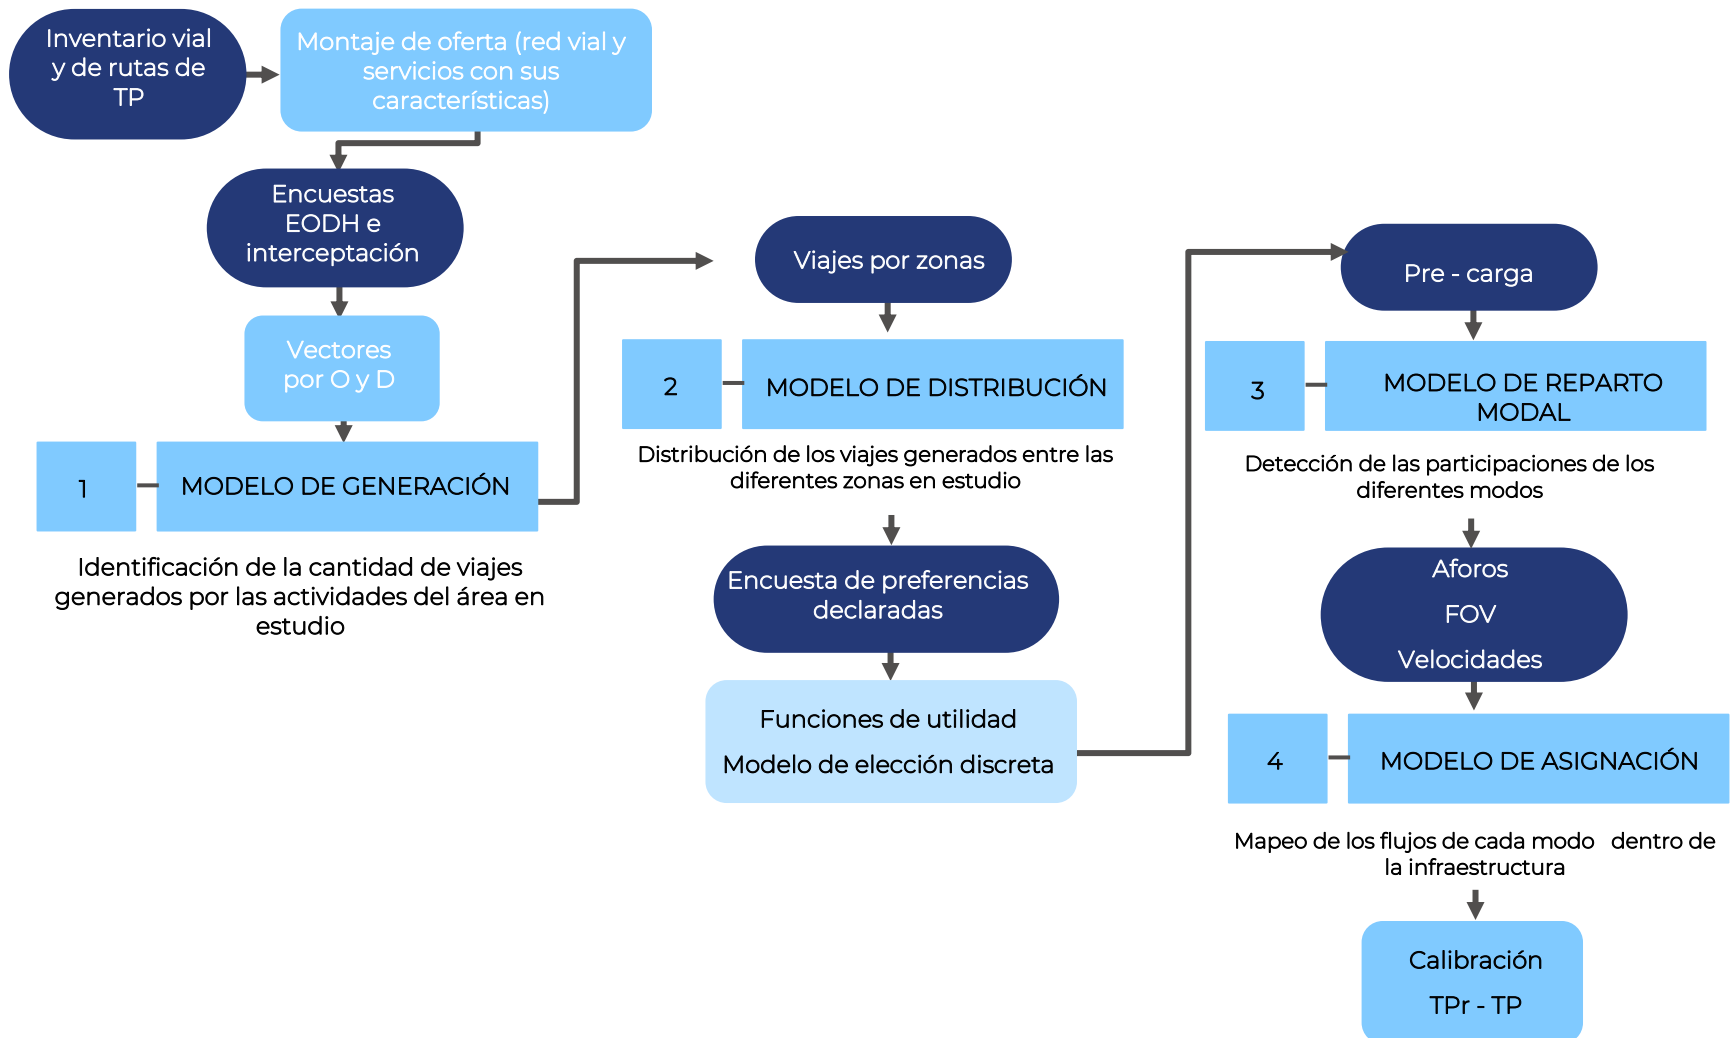 Inventario vial
y de rutas de
TP
Montaje de oferta (red vial y
servicios con sus
características)
Encuestas
EODH e
interceptación
Vectores
por O y D
1
MODELO DE GENERACIÓN
Identificación de la cantidad de viajes
generados por las actividades del área en
estudio
Viajes por zonas
2
MODELO DE DISTRIBUCIÓN
Distribución de los viajes generados entre las
diferentes zonas en estudio
Encuesta de preferencias
declaradas
Funciones de utilidad
Modelo de elección discreta
Pre - carga
3
MODELO DE REPARTO
MODAL
Detección de las participaciones de los
diferentes modos
Aforos
FOV
Velocidades
4
MODELO DE ASIGNACIÓN
Mapeo de los flujos de cada modo dentro de
la infraestructura
Calibración
TPr - TP